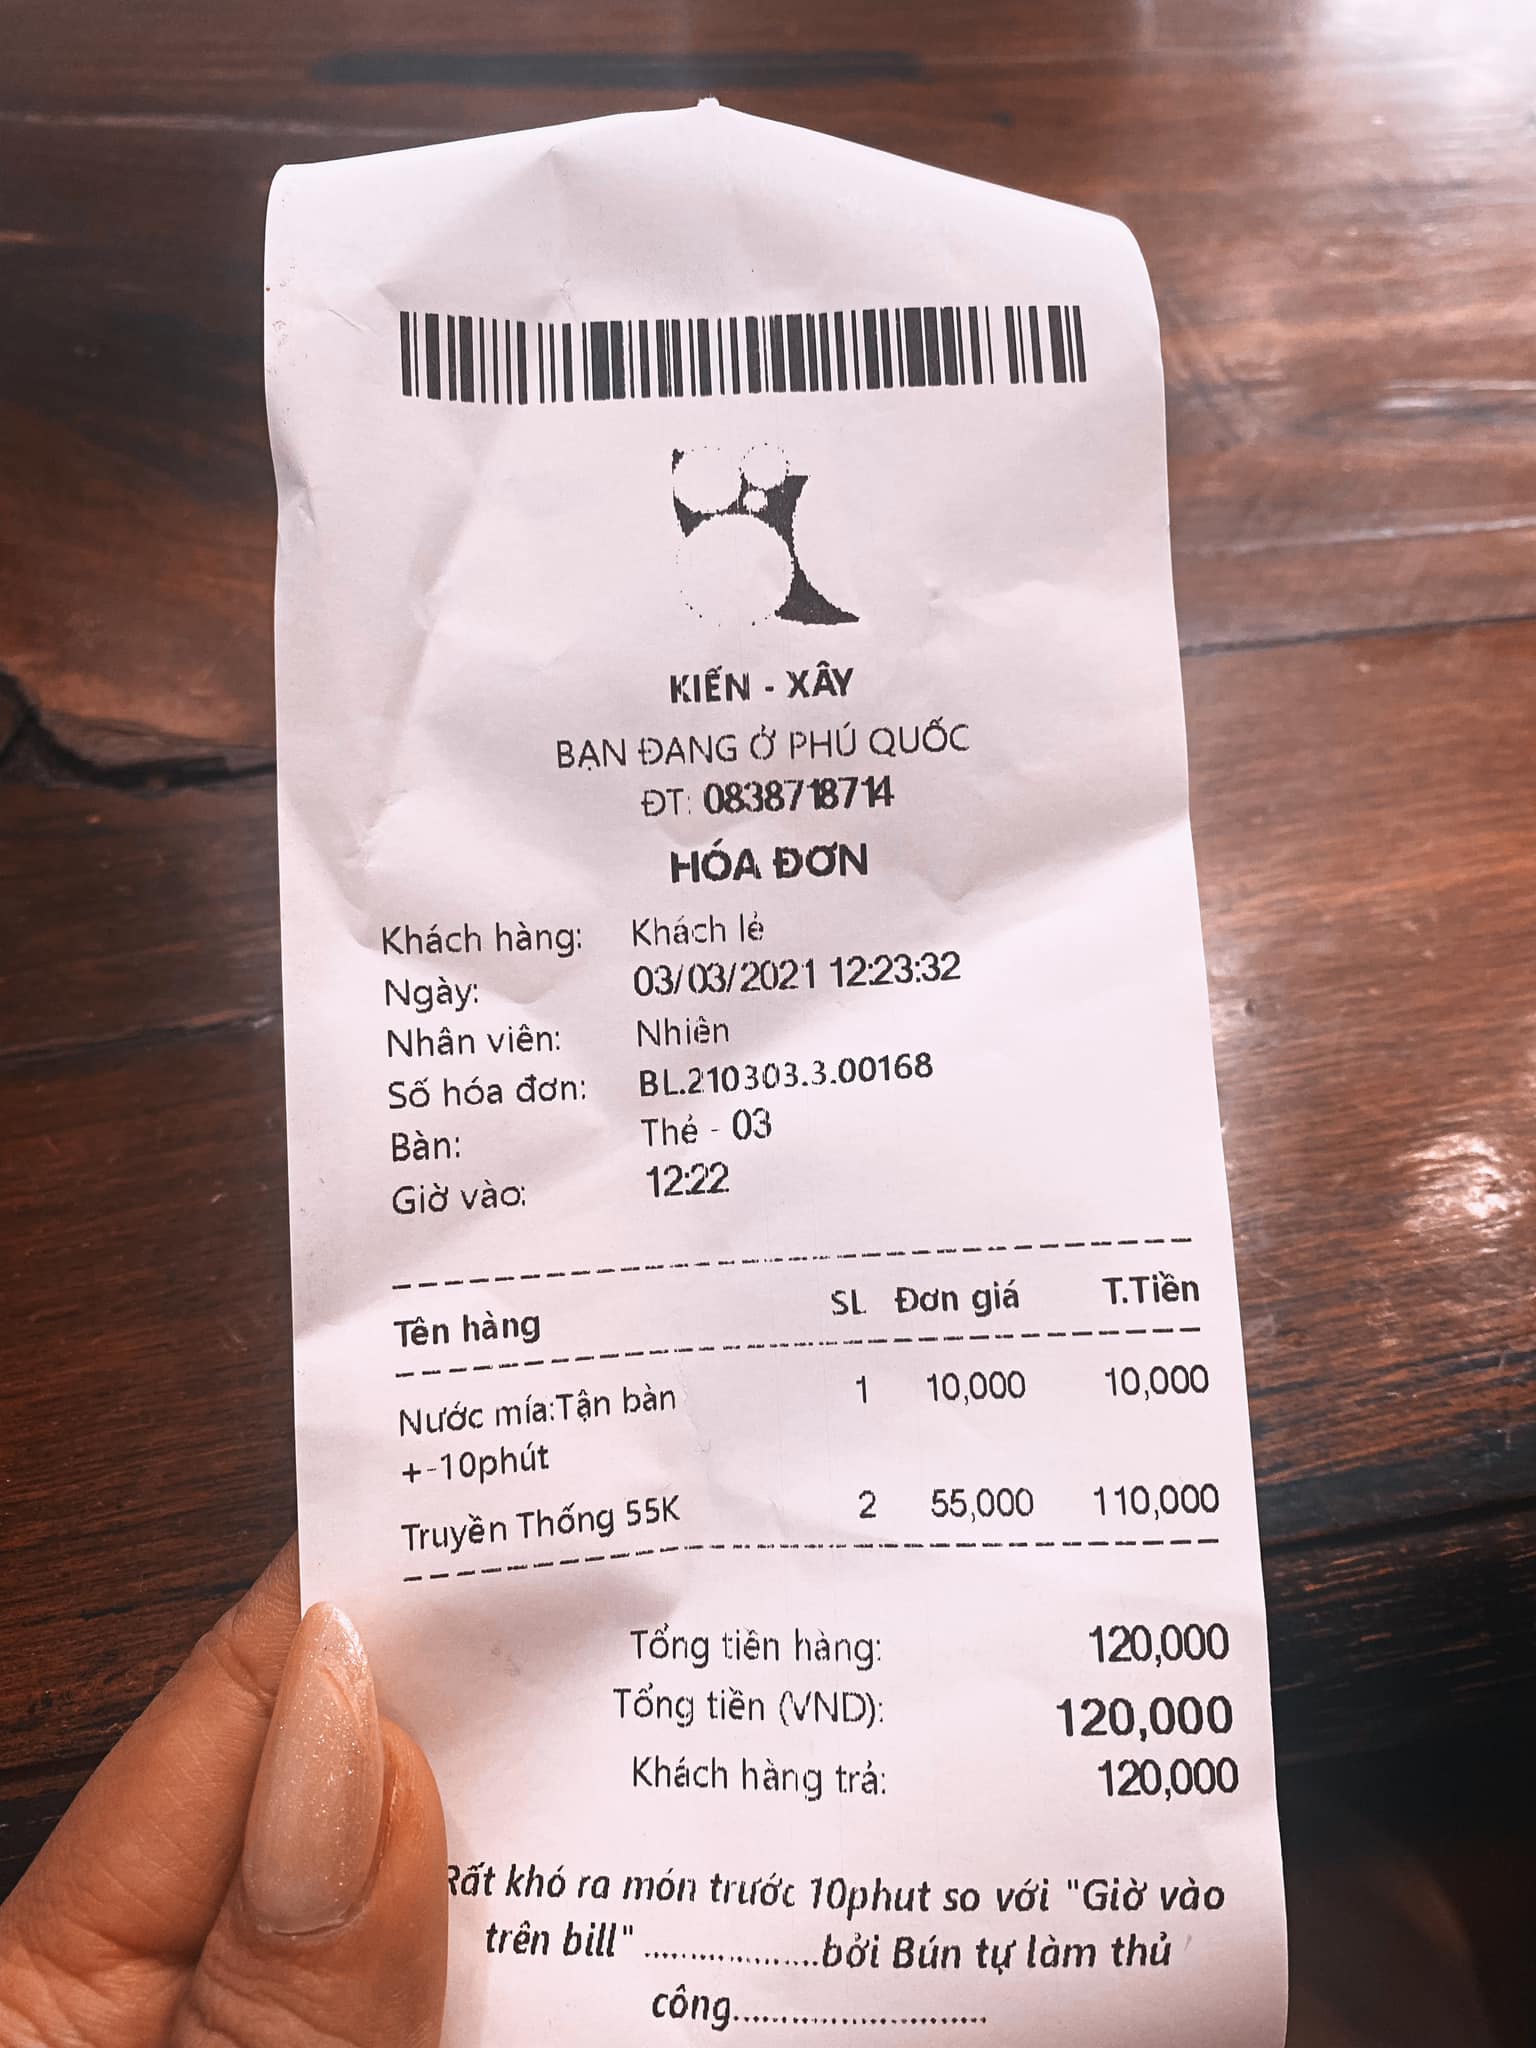 KIẾN - XÂY
BẠN ĐANG Ở PHÚ QUỐC
ĐT: 0838718714
HÓA ĐƠN
Khách hàng: Khách lẻ
Ngày: 03/03/2021 12:23:32
Nhân viên: Nhiên
Số hóa đơn: BL.210303.3.00168
Bàn: Thẻ - 03
Giờ vào: 12:22
Tên hàng SL Đơn giá T.Tiền
Nước mía:Tận bàn 1 10,000 10,000
+-10phút
Truyền Thống 55K 2 55,000 110,000
Tổng tiền hàng: 120,000
Tổng tiền (VND): 120,000
Khách hàng trả: 120,000
Rất khó ra món trước 10phut so với "Giờ vào
trên bill" ..................bởi Bún tự làm thủ
công..........................